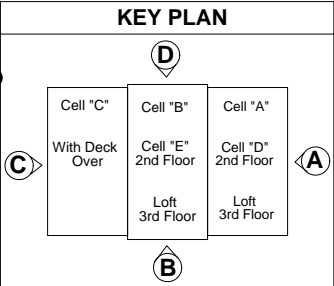 KEY PLAN
D
Cell "C"
With Deck
Over
Cell "B"
Cell "E"
2nd Floor
Loft
3rd Floor
Cell "A"
Cell "D"
2nd Floor
Loft
3rd Floor
C
A
B